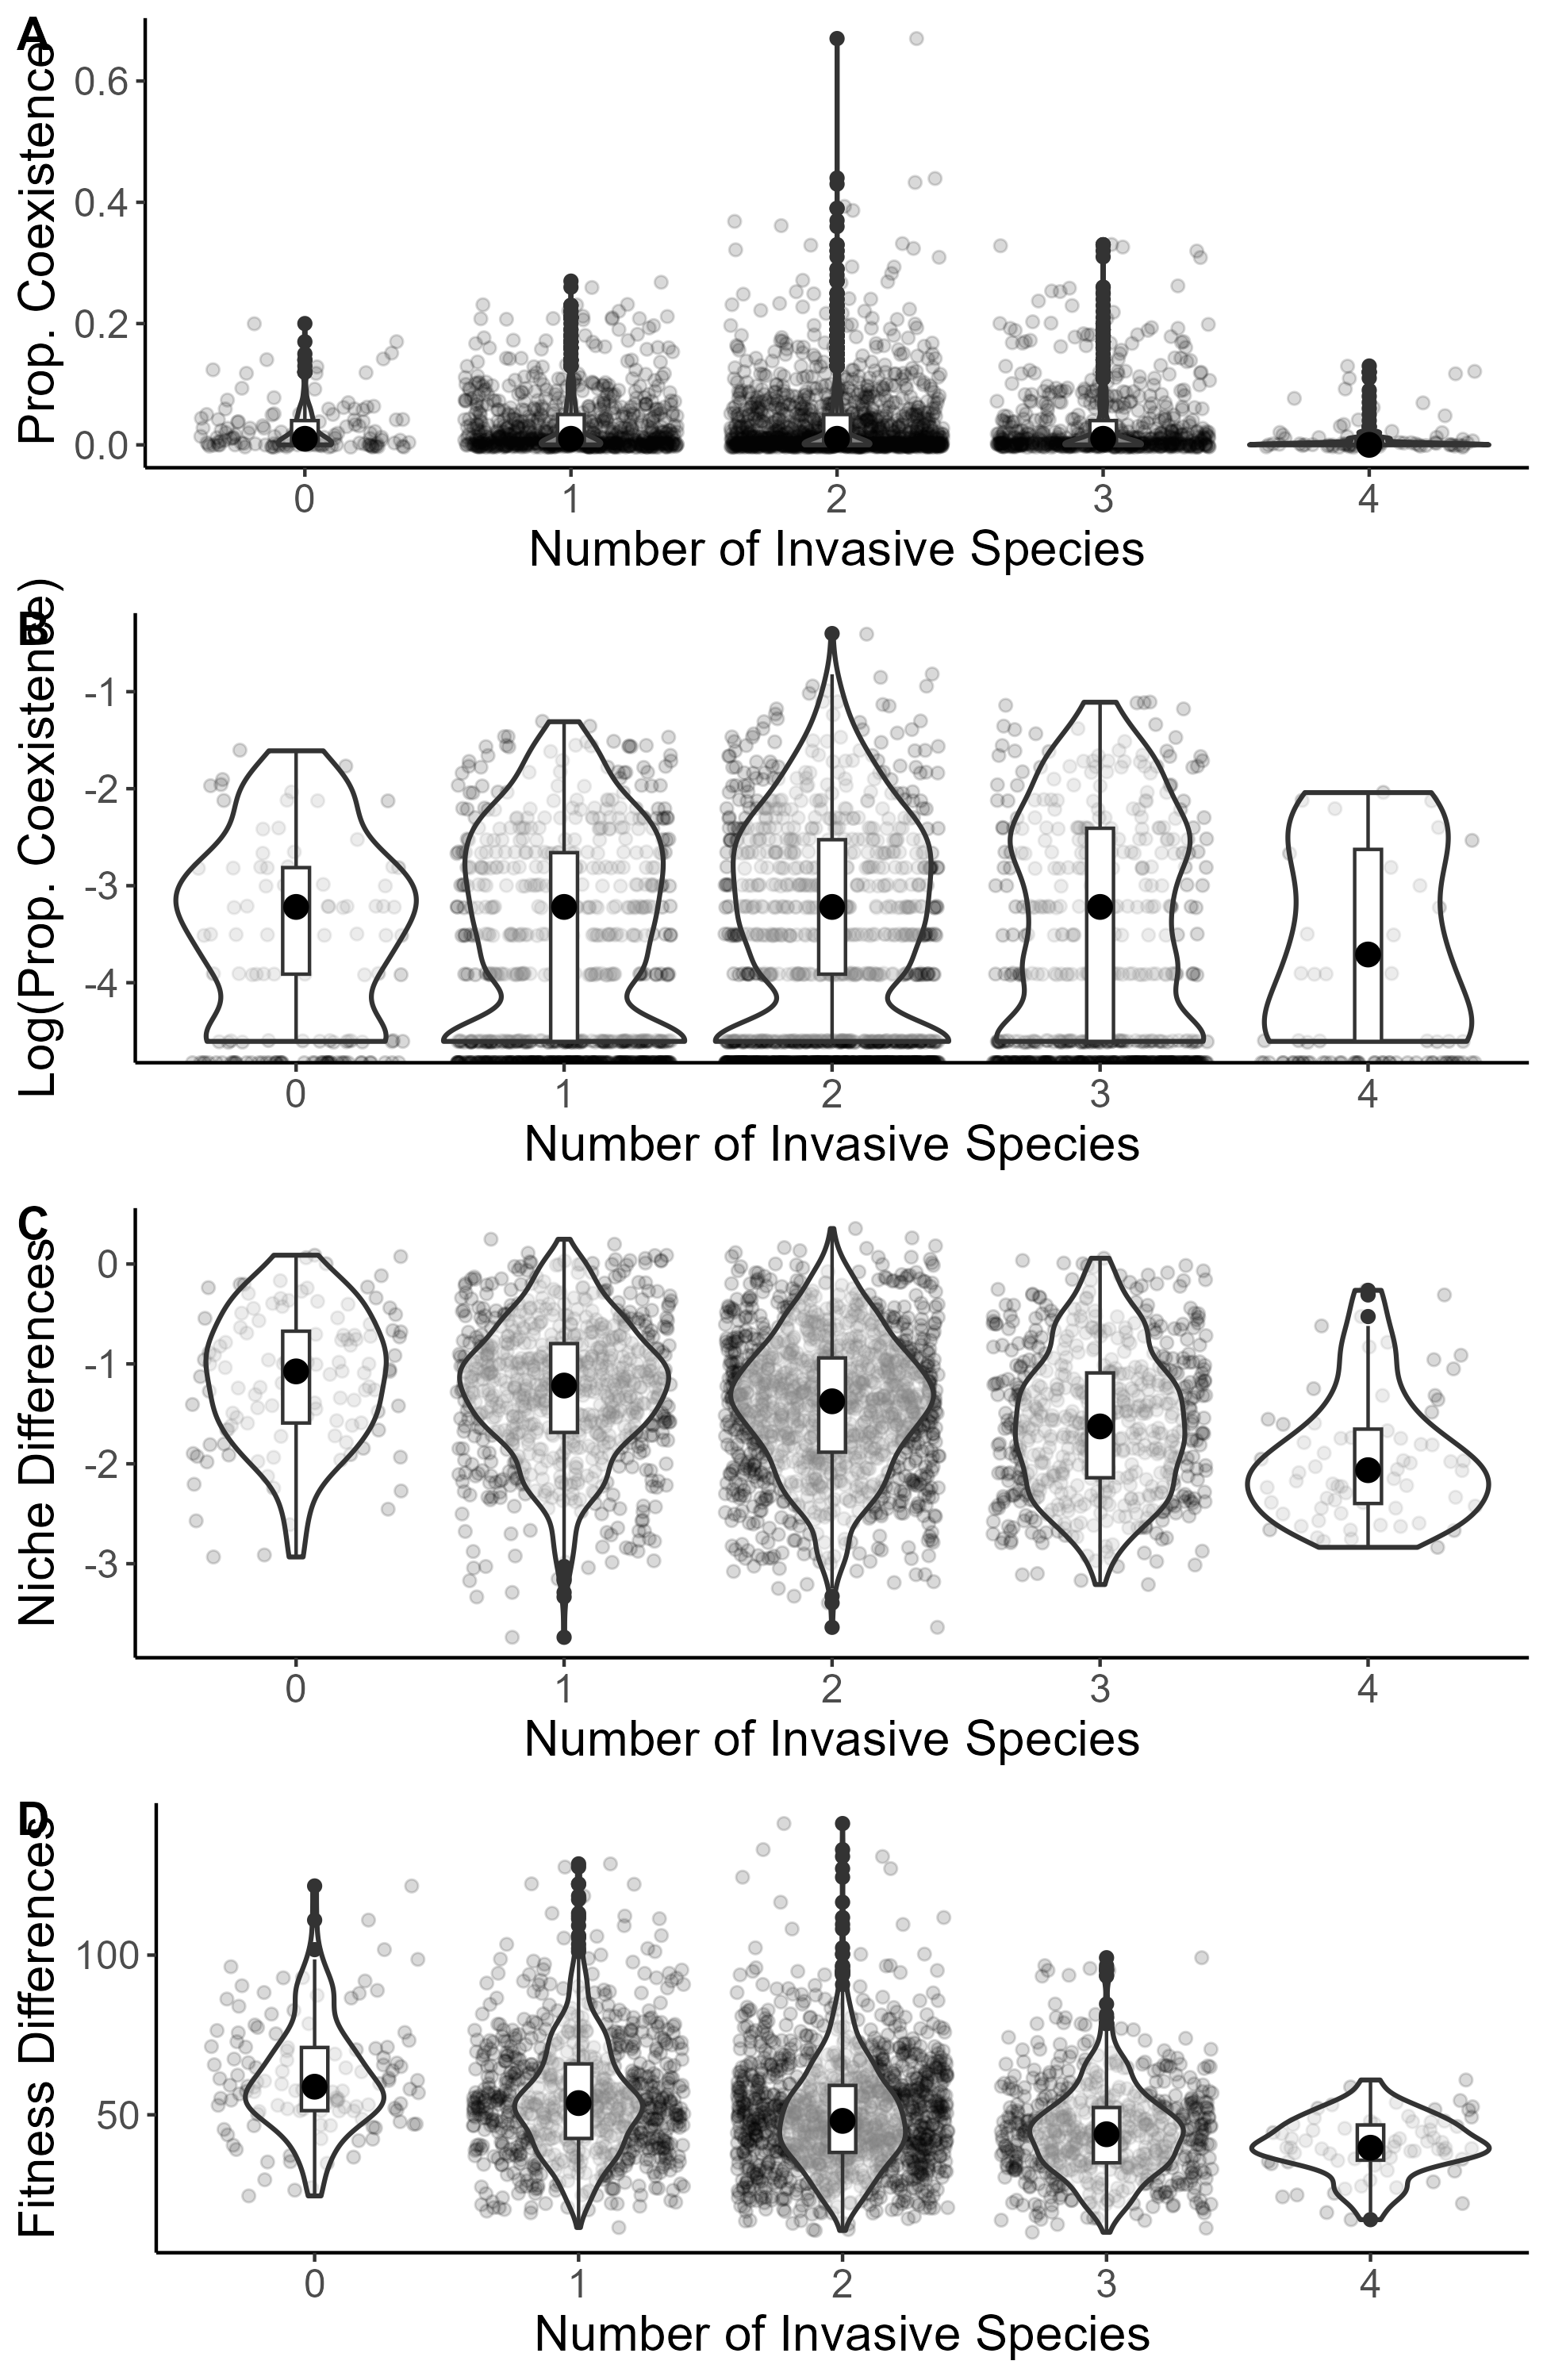 A
Prop. Coexistence
0.6
0.4
0.2
0.0
0 1 2 3 4
Number of Invasive Species
B
Log(Prop. Coexistence)
-1
-2
-3
-4
0 1 2 3 4
Number of Invasive Species
C
Niche Differences
0
-1
-2
-3
0 1 2 3 4
Number of Invasive Species
D
Fitness Differences
100
50
0 1 2 3 4
Number of Invasive Species